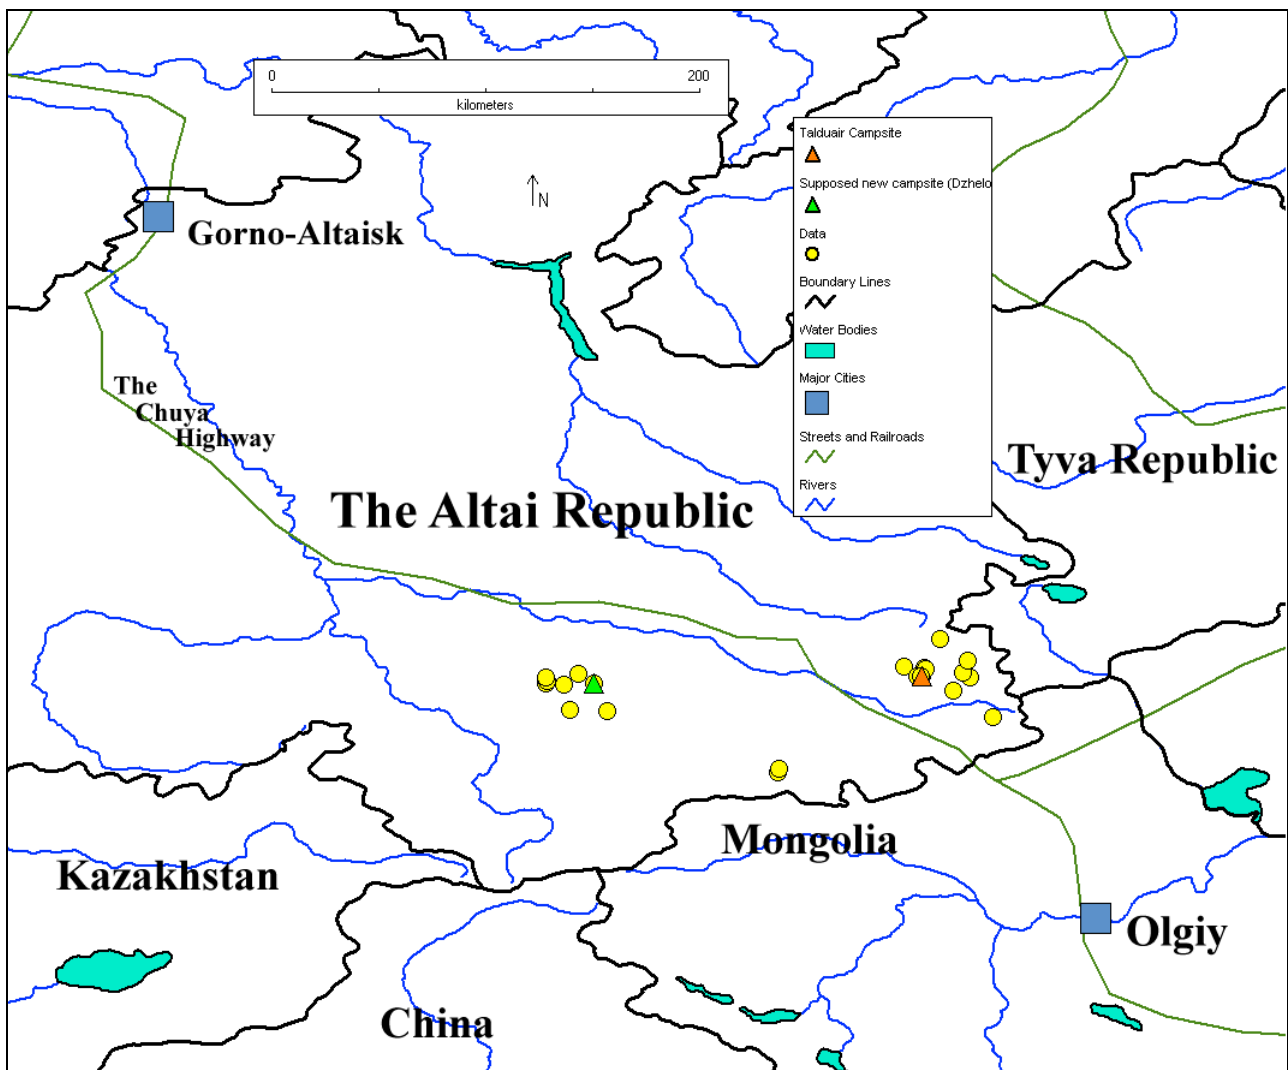 0 200
kilometers
N
Talduair Campsite
Supposed new campsite (Dzhelo
Data
Boundary Lines
Water Bodies
Major Cities
Streets and Railroads
Rivers
Gorno-Altaisk
The
Chuya
Highway
Tyva Republic
The Altai Republic
Mongolia
Kazakhstan
Olgiy
China